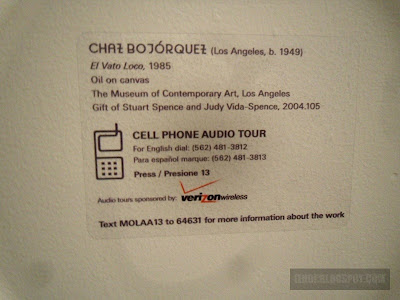 CHAZ BOJÓRQUEZ (Los Angeles, b. 1949)
El Vato Loco, 1985
Oil on canvas
The Museum of Contemporary Art, Los Angeles
Gift of Stuart Spence and Judy Vida-Spence, 2004.105
CELL PHONE AUDIO TOUR
For English dial: (562) 481-3812
Para español marque: (562) 481-3813
Press / Presione 13
Audio tours sponsored by: verizonwireless
Text MOLAA13 to 64631 for more information about the work